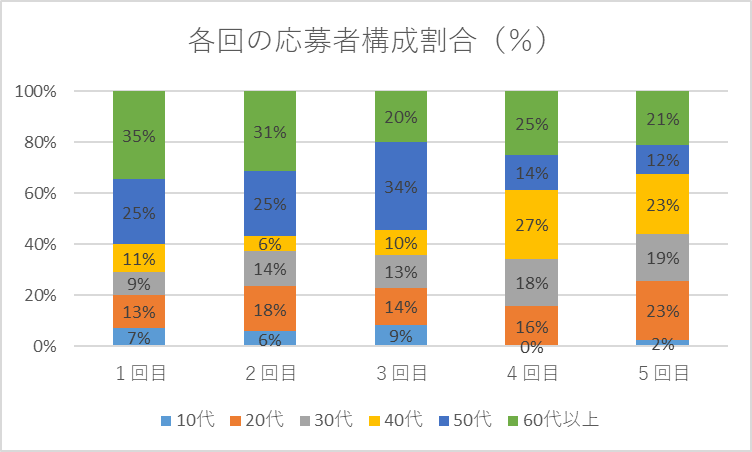 各回の応募者構成割合（％）
100%
80%
60%
40%
20%
0%
35% 31% 20% 25% 21%
25% 25% 34% 14% 12%
11% 6% 10% 27% 23%
9% 14% 13% 18% 19%
13% 18% 14% 16% 23%
7% 6% 9% 0% 2%
１回目 ２回目 ３回目 ４回目 ５回目
10代 20代 30代 40代 50代 60代以上